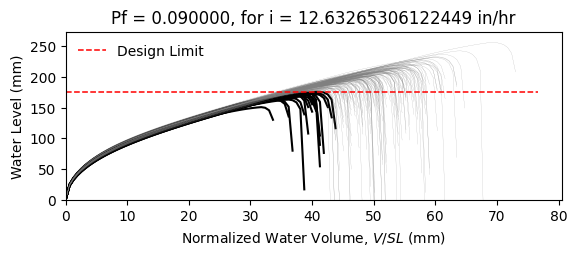 Pf = 0.090000, for i = 12.63265306122449 in/hr
Water Level (mm)
250
200
150
100
50
0
Design Limit
0 10 20 30 40 50 60 70 80
Normalized Water Volume, V/SL (mm)